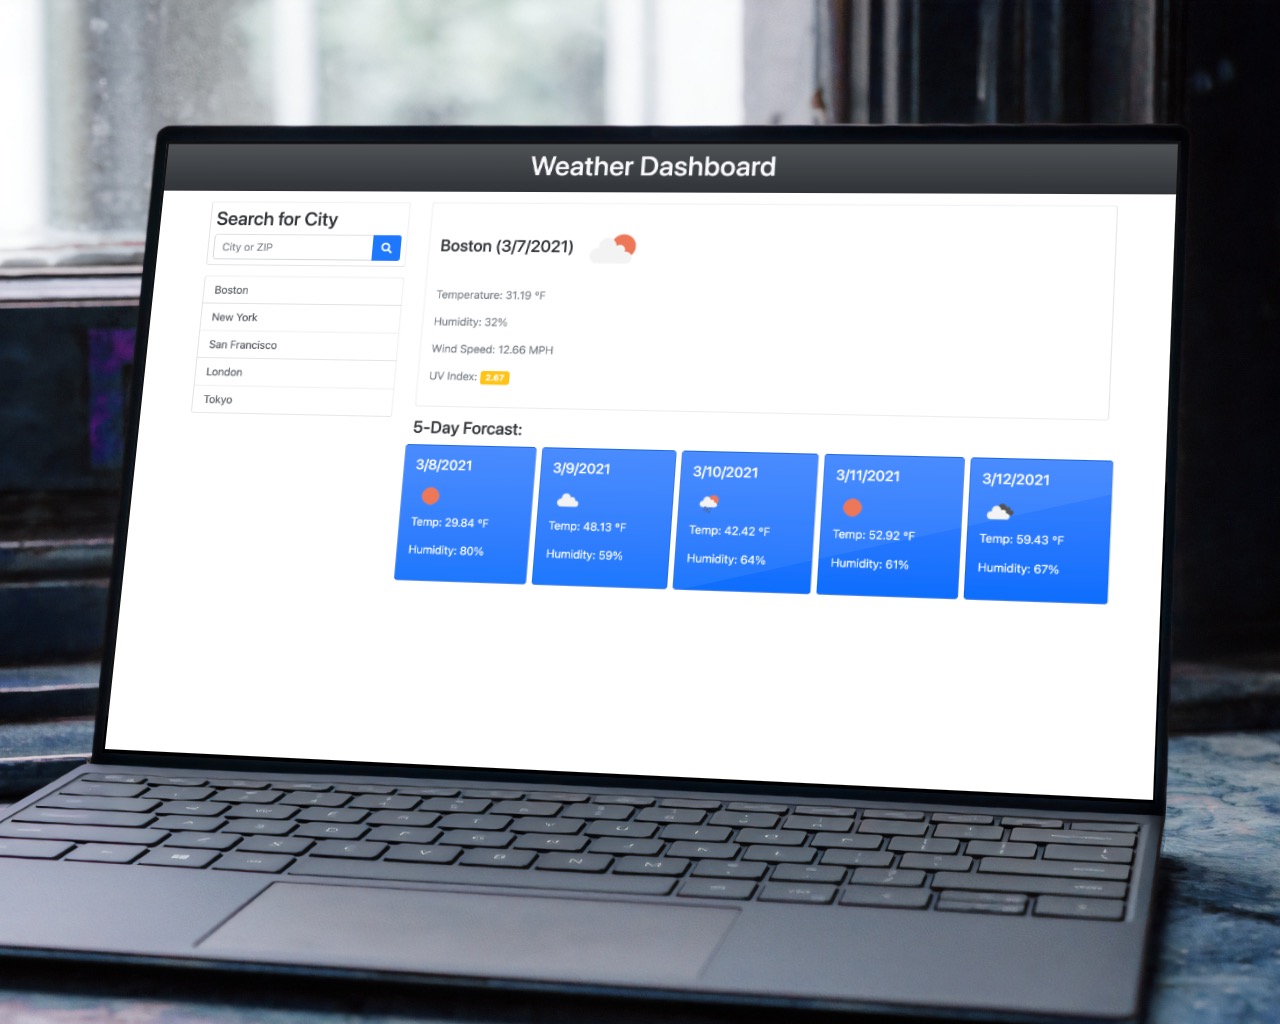 Weather Dashboard
Search for City
City or ZIP
Boston
New York
San Francisco
London
Tokyo
Boston (3/7/2021)
Temperature: 31.19 °F
Humidity: 32%
Wind Speed: 12.66 MPH
UV Index: 2.67
5-Day Forcast:
3/8/2021
Temp: 29.84 °F
Humidity: 80%
3/9/2021
Temp: 48.13 °F
Humidity: 59%
3/10/2021
Temp: 42.42 °F
Humidity: 64%
3/11/2021
Temp: 52.92 °F
Humidity: 61%
3/12/2021
Temp: 59.43 °F
Humidity: 67%